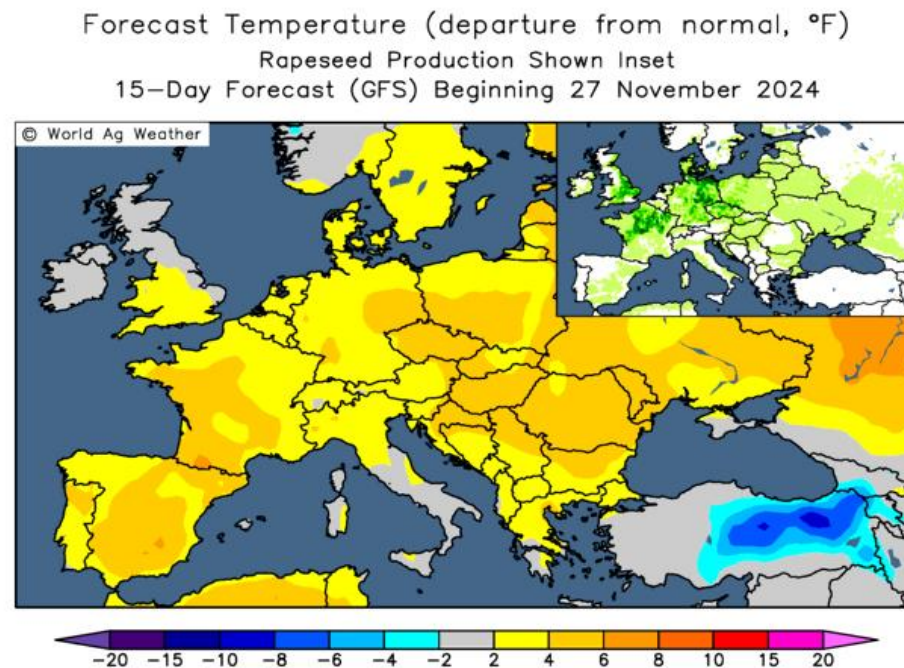 Forecast Temperature (departure from normal, °F)
Rapeseed Production Shown Inset
15-Day Forecast (GFS) Beginning 27 November 2024
© World Ag Weather
-20 -15 -10 -8 -6 -4 -2 2 4 6 8 10 15 20